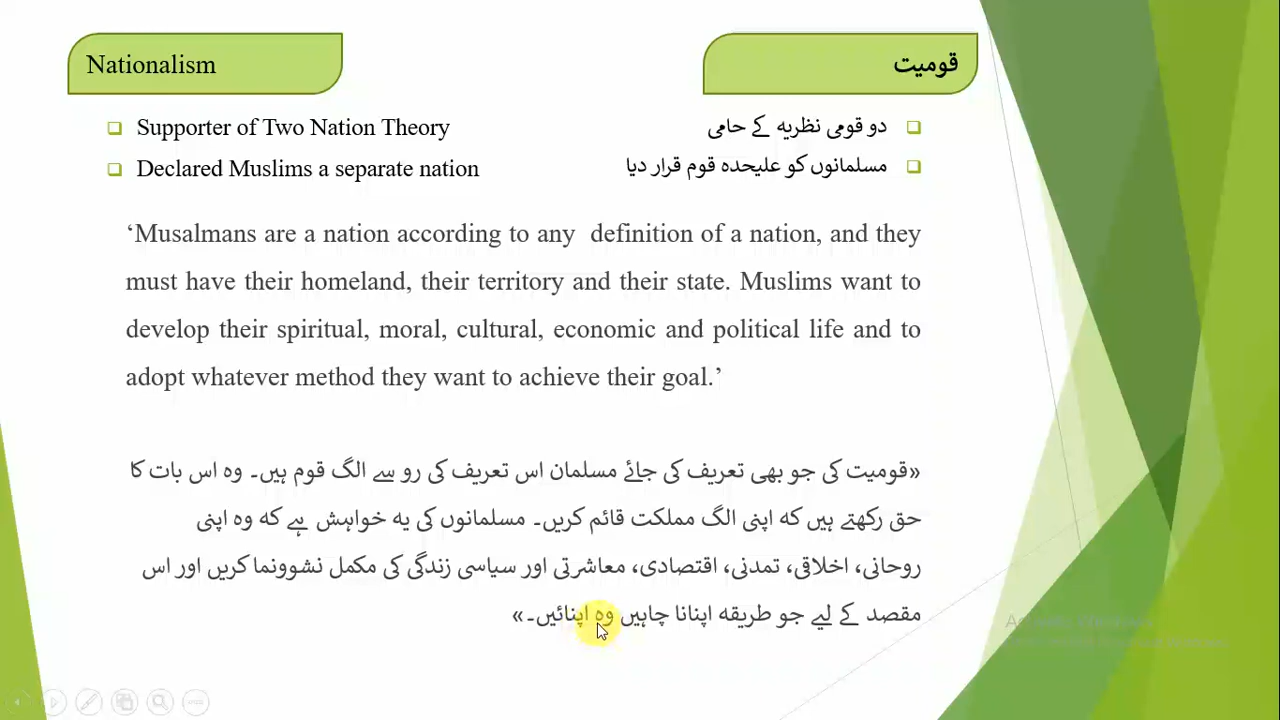 Nationalism
قومیت
Supporter of Two Nation Theory
دو قومی نظریہ کے حامی
Declared Muslims a separate nation
مسلمانوں کو علیحدہ قوم قرار دیا
‘Musalmans are a nation according to any definition of a nation, and they
must have their homeland, their territory and their state. Muslims want to
develop their spiritual, moral, cultural, economic and political life and to
adopt whatever method they want to achieve their goal.’
«قومیت کی جو بھی تعریف کی جائے مسلمان اس تعریف کی رو سے الگ قوم ہیں۔ وہ اس بات کا
حق رکھتے ہیں کہ اپنی الگ مملکت قائم کریں۔ مسلمانوں کی یہ خواہش ہے کہ وہ اپنی
روحانی، اخلاقی، تمدنی، اقتصادی، معاشرتی اور سیاسی زندگی کی مکمل نشوونما کریں اور اس
مقصد کے لیے جو طریقہ اپنانا چاہیں وہ اپنائیں۔»